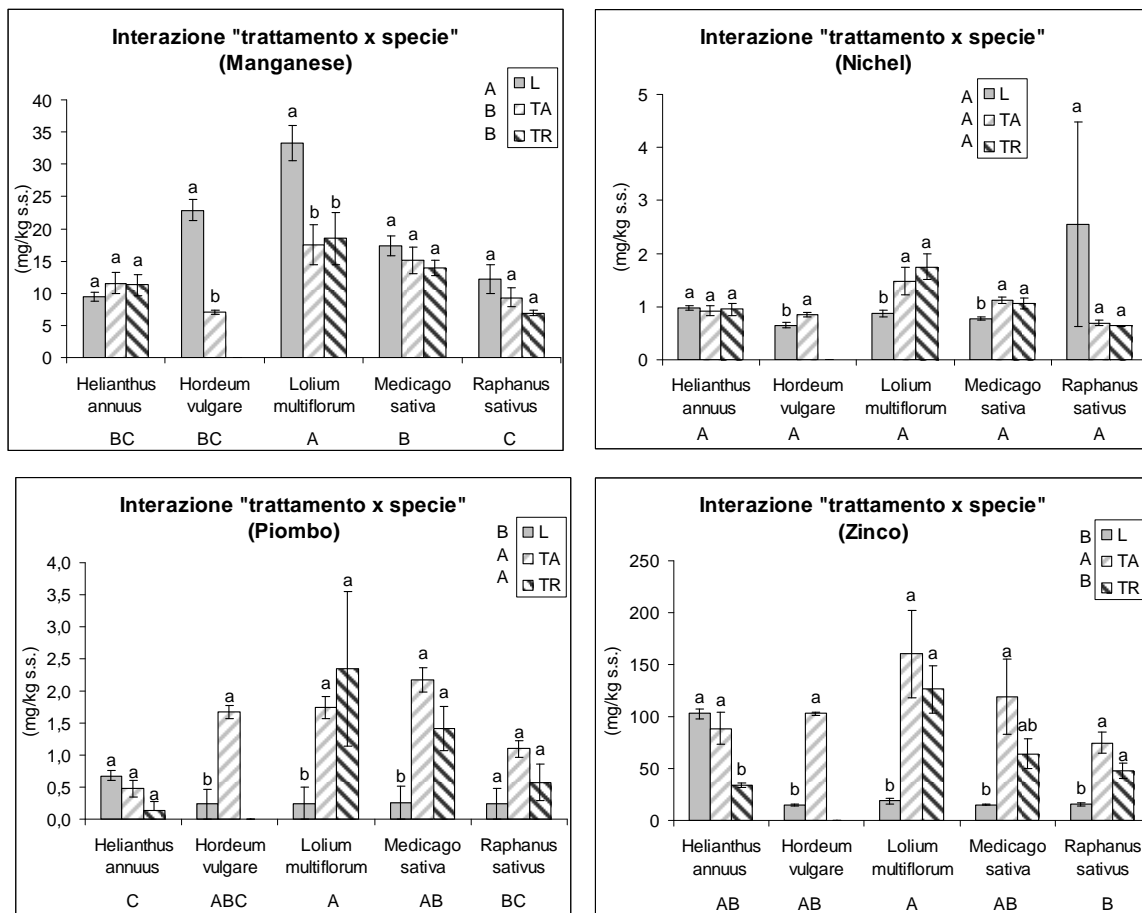 Interazione "trattamento x specie"
(Manganese)
A L
B TA
B TR
(mg/kg s.s.)
40
35
30
25
20
15
10
5
0
a a a a b a b b a a a a a a
Helianthus annuus
Hordeum vulgare
Lolium multiflorum
Medicago sativa
Raphanus sativus
BC BC A B C
Interazione "trattamento x specie"
(Nichel)
A L
A TA
A TR
(mg/kg s.s.)
5
4
3
2
1
0
a a a b a b a a b a a a a a
Helianthus annuus
Hordeum vulgare
Lolium multiflorum
Medicago sativa
Raphanus sativus
A A A A A
Interazione "trattamento x specie"
(Piombo)
B L
A TA
A TR
(mg/kg s.s.)
4,0
3,5
3,0
2,5
2,0
1,5
1,0
0,5
0,0
a a a b a b a a b a a a a a
Helianthus annuus
Hordeum vulgare
Lolium multiflorum
Medicago sativa
Raphanus sativus
C ABC A AB BC
Interazione "trattamento x specie"
(Zinco)
B L
A TA
B TR
(mg/kg s.s.)
250
200
150
100
50
0
a a b b a b a a b a ab b a a
Helianthus annuus
Hordeum vulgare
Lolium multiflorum
Medicago sativa
Raphanus sativus
AB AB A AB B